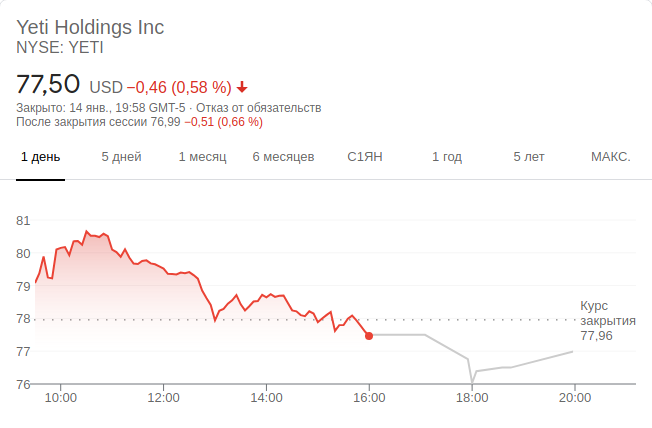 Yeti Holdings Inc
NYSE: YETI
77,50 USD −0,46 (0,58 %)
Закрыто: 14 янв., 19:58 GMT-5 · Отказ от обязательств
После закрытия сессии 76,99 −0,51 (0,66 %)
1 день 5 дней 1 месяц 6 месяцев С1ЯН 1 год 5 лет МАКС.
81
80
79
78
77
76
Курс
закрытия
77,96
10:00 12:00 14:00 16:00 18:00 20:00